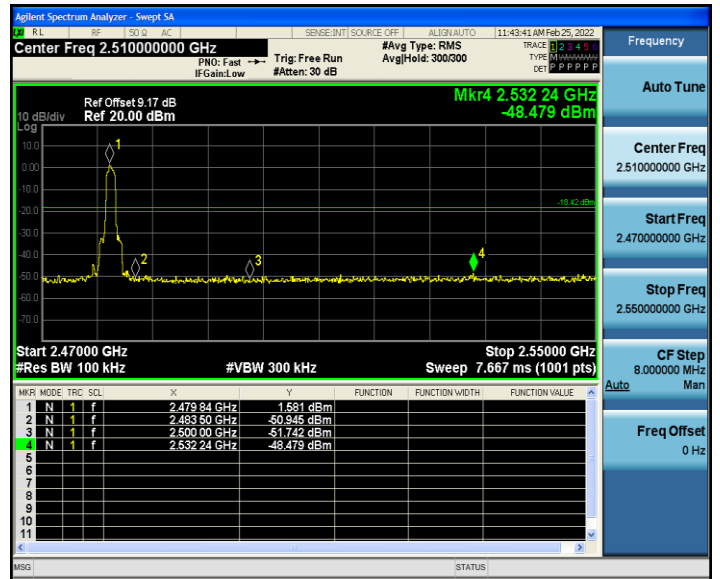 Agilent Spectrum Analyzer - Swept SA
RL RF 50 Ω AC SENSE:INT SOURCE OFF ALIGNAUTO 11:43:41 AM Feb 25, 2022
Center Freq 2.510000000 GHz #Avg Type: RMS TRACE 1 2 3 4 5 6
PNO: Fast Trig: Free Run Avg|Hold: 300/300 TYPE M
IFGain:Low #Atten: 30 dB DET P P P P P P
Frequency
Auto Tune
Center Freq
2.510000000 GHz
Start Freq
2.470000000 GHz
Stop Freq
2.550000000 GHz
CF Step
8.000000 MHz
Auto Man
Freq Offset
0 Hz
Mkr4 2.532 24 GHz
-48.479 dBm
Ref Offset 9.17 dB
10 dB/div Ref 20.00 dBm
Log
10.0
0.00
-10.0
-20.0
-30.0
-40.0
-50.0
-60.0
-70.0
1
2
3
4
-18.42 dBm
Start 2.47000 GHz Stop 2.55000 GHz
#Res BW 100 kHz #VBW 300 kHz Sweep 7.667 ms (1001 pts)
MKR MODE TRC SCL X Y FUNCTION FUNCTION WIDTH FUNCTION VALUE
1 N 1 f 2.479 84 GHz 1.581 dBm
2 N 1 f 2.483 50 GHz -50.945 dBm
3 N 1 f 2.500 00 GHz -51.742 dBm
4 N 1 f 2.532 24 GHz -48.479 dBm
5
6
7
8
9
10
11
MSG STATUS